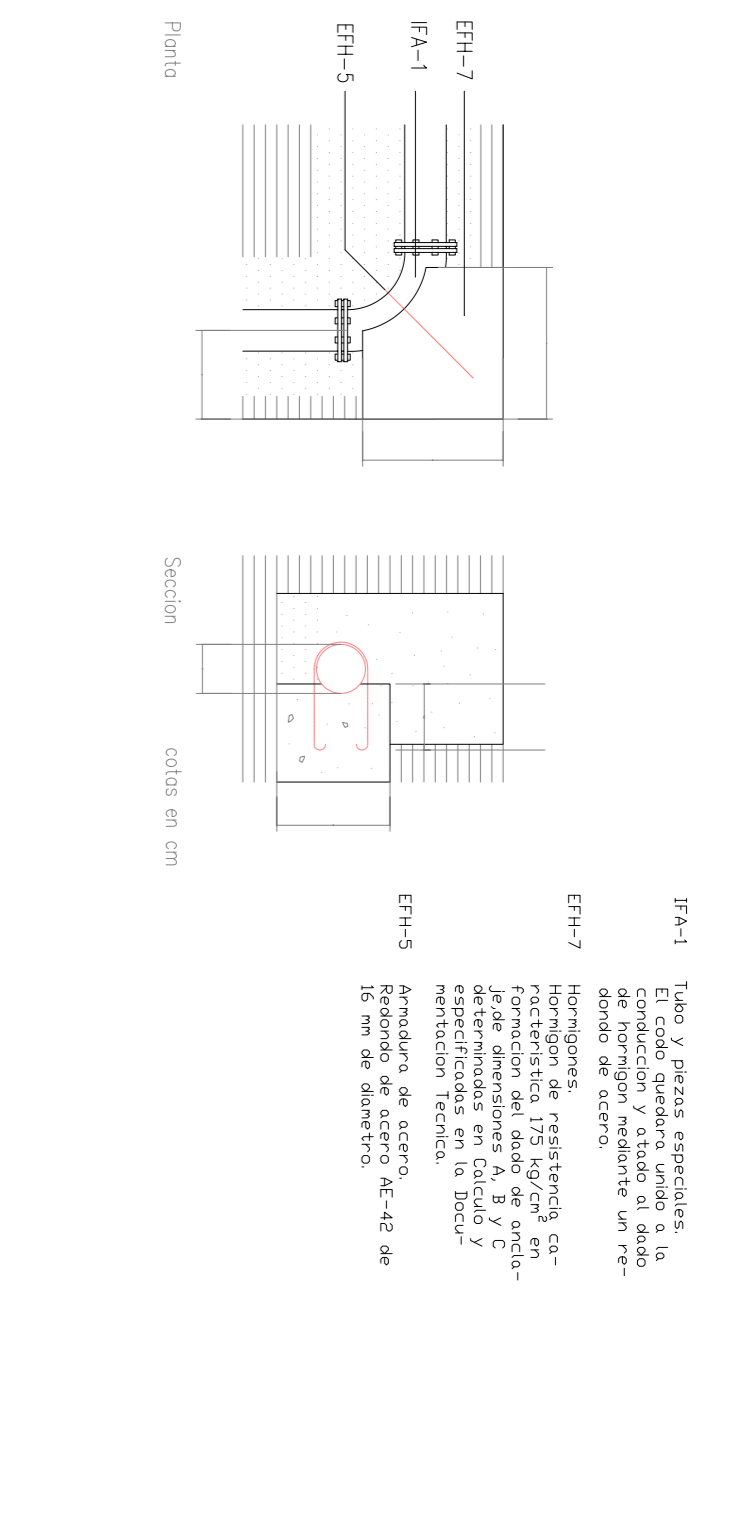 EFH-7
IFA-1
EFH-5
Planta
Seccion
cotas en cm
IFA-1 Tubo y piezas especiales.
El codo quedara unido a la
conduccion y atado al dado
de hormigon mediante un re-
dondo de acero.
EFH-7 Hormigones.
Hormigon de resistencia ca-
racteristica 175 kg/cm² en
formacion del dado de ancla-
je,de dimensiones A, B y C
determinadas en Calculo y
especificadas en la Docu-
mentacion Tecnica.
EFH-5 Armadura de acero.
Redondo de acero AE-42 de
16 mm de diametro.